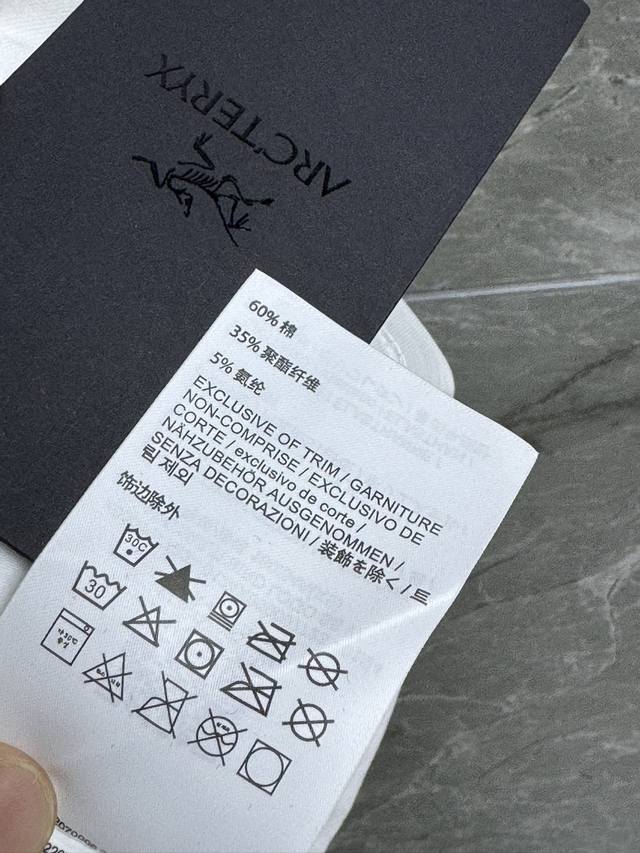 ARC'TERYX
60% 棉
35% 聚酯纤维
5% 氨纶
EXCLUSIVE OF TRIM / GARNITURE
NON-COMPRISE / EXCLUSIVO DE
CORTE / exclusivo de corte /
NÄHZUBEHÖR AUSGENOMMEN /
SENZA DECORAZIONI / 装飾を除く / 트
림 제외
饰边除外
30C
30